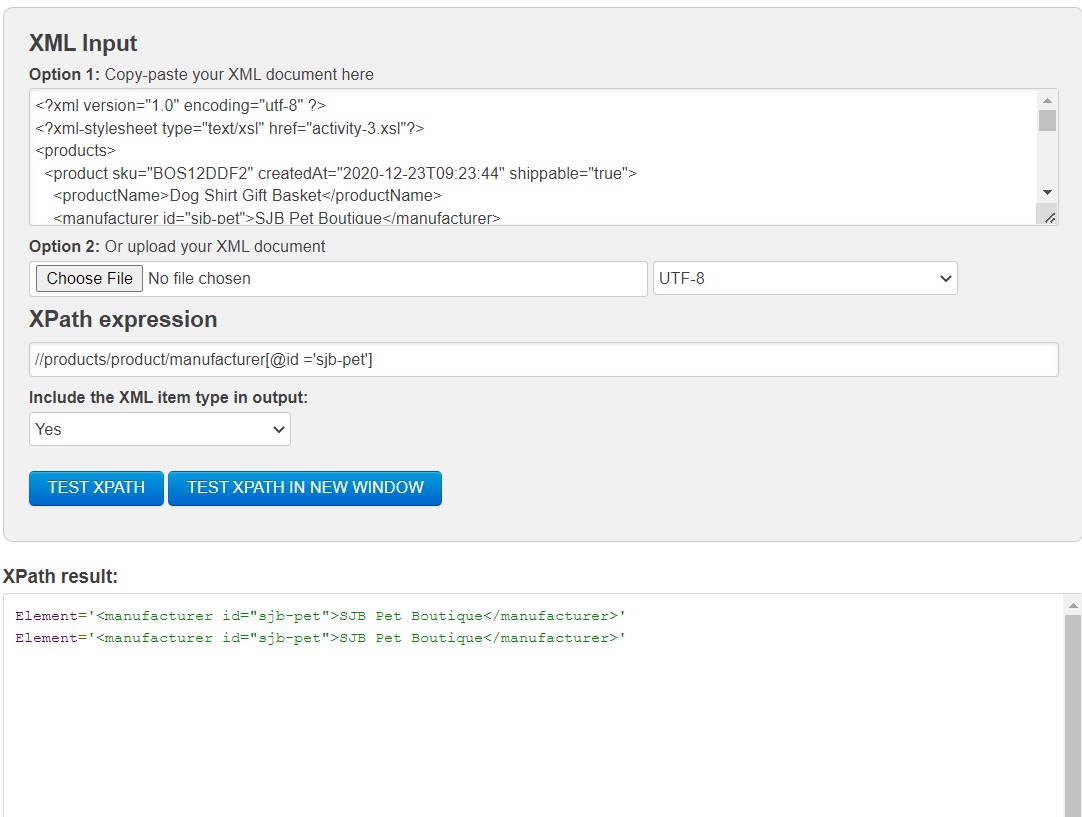 XML Input
Option 1: Copy-paste your XML document here
<?xml version="1.0" encoding="utf-8" ?>
<?xml-stylesheet type="text/xsl" href="activity-3.xsl"?>
<products>
<product sku="BOS12DDF2" createdAt="2020-12-23T09:23:44" shippable="true">
<productName>Dog Shirt Gift Basket</productName>
<manufacturer id="sjb-pet">SJB Pet Boutique</manufacturer>
Option 2: Or upload your XML document
Choose File No file chosen UTF-8
XPath expression
//products/product/manufacturer[@id ='sjb-pet']
Include the XML item type in output:
Yes
TEST XPATH TEST XPATH IN NEW WINDOW
XPath result:
Element='<manufacturer id="sjb-pet">SJB Pet Boutique</manufacturer>'
Element='<manufacturer id="sjb-pet">SJB Pet Boutique</manufacturer>'